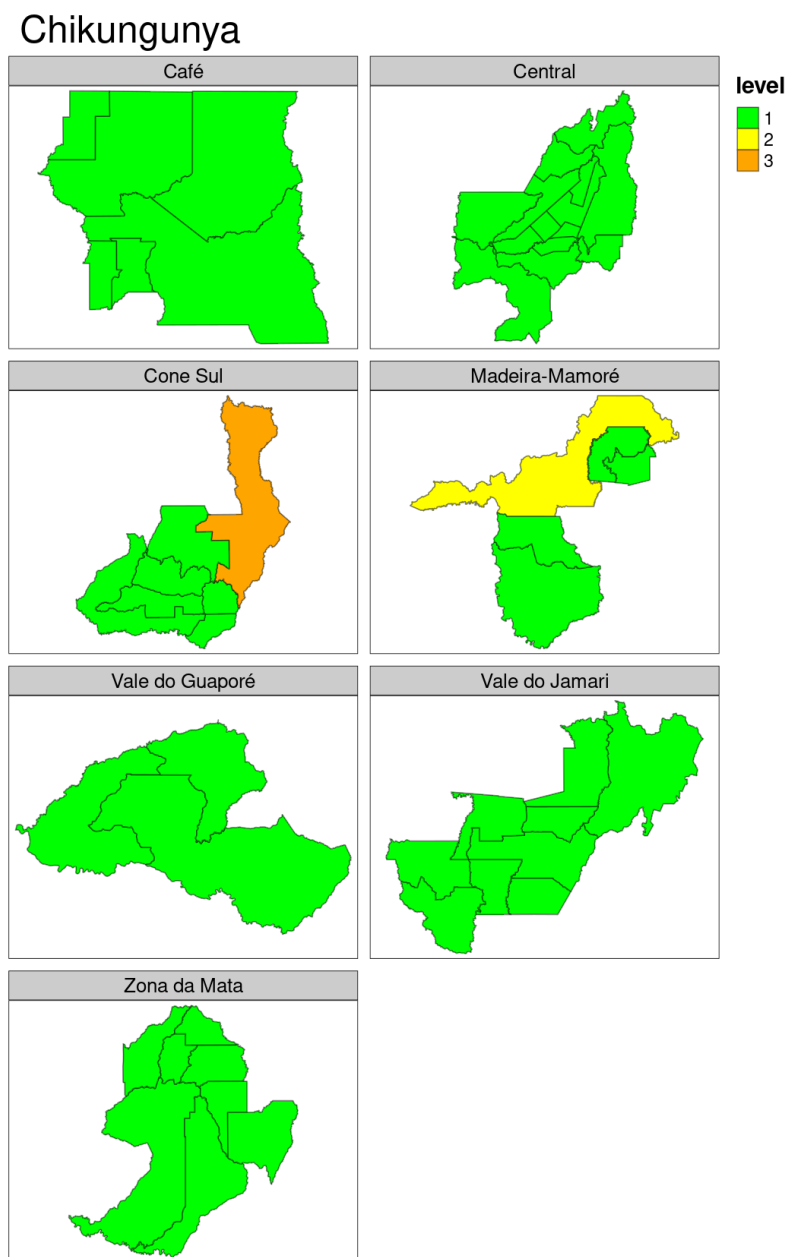 Chikungunya
Café
Central
level
1
2
3
Cone Sul
Madeira-Mamoré
Vale do Guaporé
Vale do Jamari
Zona da Mata